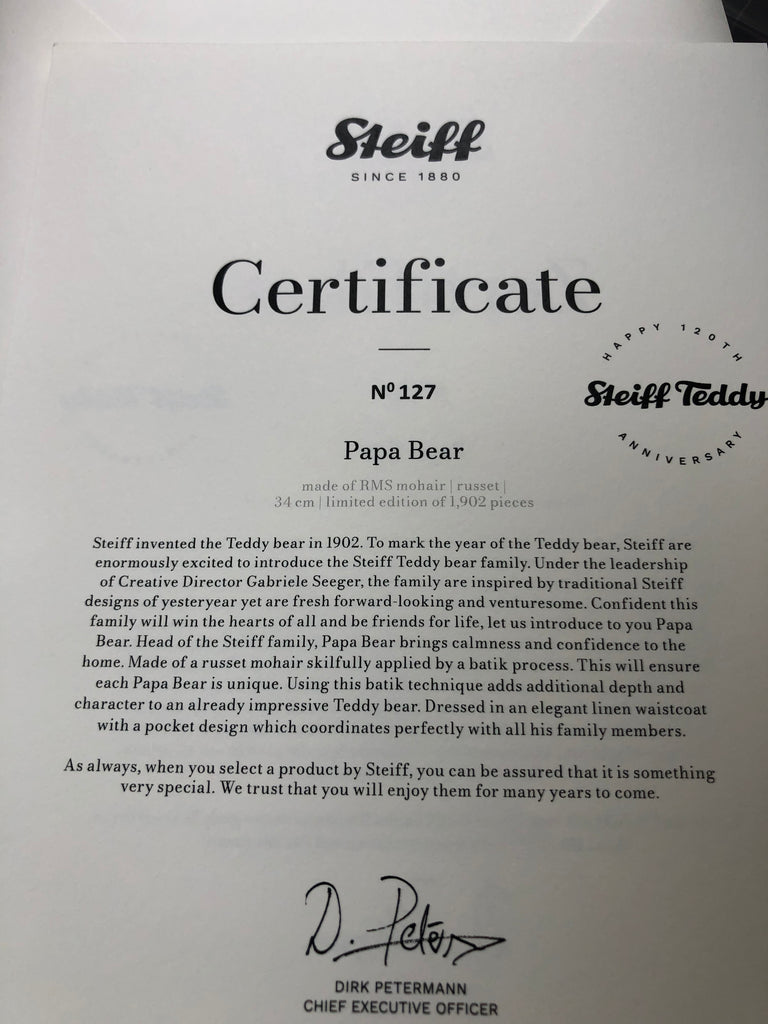 Steiff
SINCE 1880
Certificate
Nº 127
HAPPY 120TH
Steiff Teddy
ANNIVERSARY
Papa Bear
made of RMS mohair | russet |
34 cm | limited edition of 1,902 pieces
Steiff invented the Teddy bear in 1902. To mark the year of the Teddy bear, Steiff are
enormously excited to introduce the Steiff Teddy bear family. Under the leadership
of Creative Director Gabriele Seeger, the family are inspired by traditional Steiff
designs of yesteryear yet are fresh forward-looking and venturesome. Confident this
family will win the hearts of all and be friends for life, let us introduce to you Papa
Bear. Head of the Steiff family, Papa Bear brings calmness and confidence to the
home. Made of a russet mohair skilfully applied by a batik process. This will ensure
each Papa Bear is unique. Using this batik technique adds additional depth and
character to an already impressive Teddy bear. Dressed in an elegant linen waistcoat
with a pocket design which coordinates perfectly with all his family members.
As always, when you select a product by Steiff, you can be assured that it is something
very special. We trust that you will enjoy them for many years to come.
D. Peterm
DIRK PETERMANN
CHIEF EXECUTIVE OFFICER